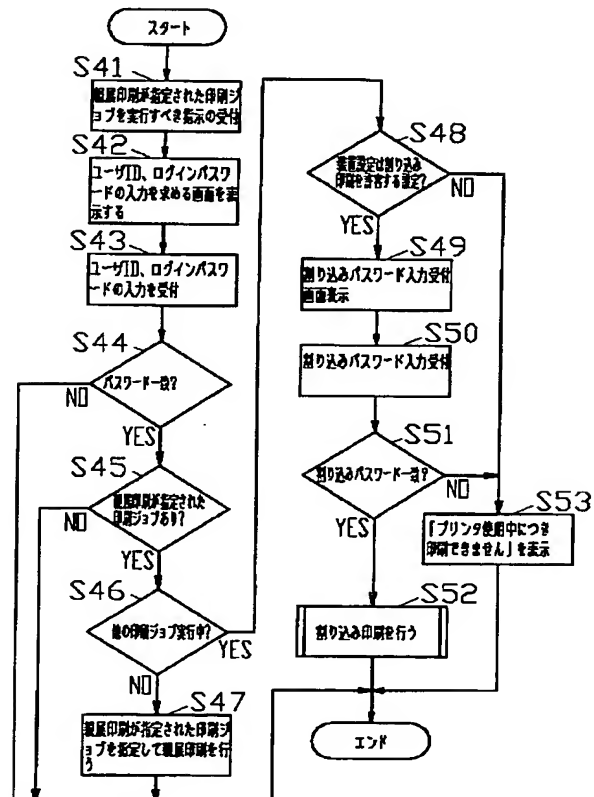 スタート
S41
親展印刷が指定された印刷ジ
ョブを実行すべき指示の受付
S42
ユーザID、ログインパスワ
ードの入力を求める画面を表
示する
S43
ユーザID、ログインパスワ
ードの入力を受付
S44
パスワード一致?
NO
YES
S45
親展印刷が指定された
印刷ジョブあり?
NO
YES
S46
他の印刷ジョブ実行中?
YES
NO
S47
親展印刷が指定された印刷ジ
ョブを指定して親展印刷を行
う
S48
装置設定は割り込み
印刷を許容する設定?
NO
YES
S49
割り込みパスワード入力受付
画面表示
S50
割り込みパスワード入力受付
S51
割り込みパスワード一致?
NO
YES
S53
「プリンタ使用中につき
印刷できません」を表示
S52
割り込み印刷を行う
エンド